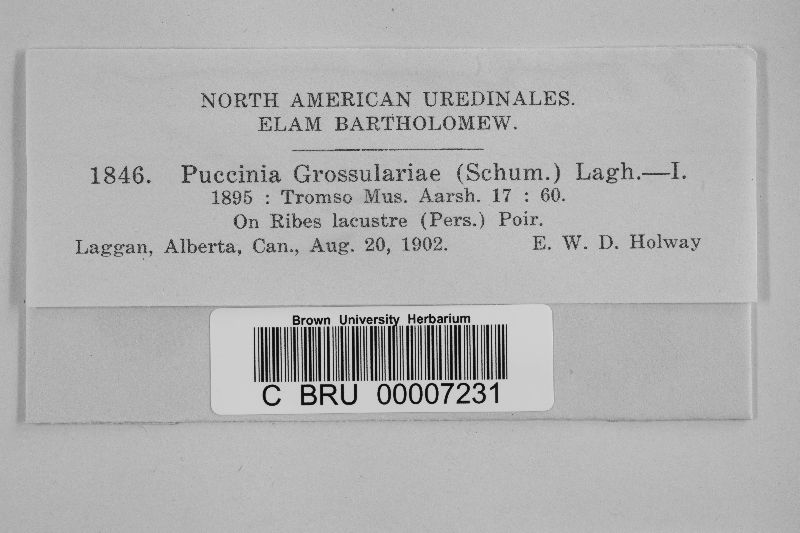 NORTH AMERICAN UREDINALES.
ELAM BARTHOLOMEW.
1846. Puccinia Grossulariae (Schum.) Lagh.—I.
1895 : Tromso Mus. Aarsh. 17 : 60.
On Ribes lacustre (Pers.) Poir.
Laggan, Alberta, Can., Aug. 20, 1902. E. W. D. Holway
Brown University Herbarium
C BRU 00007231